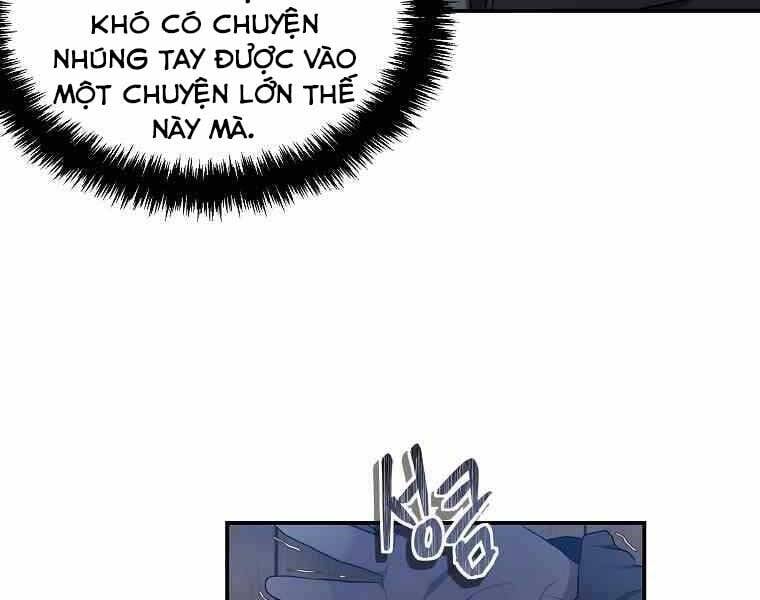 KHÓ CÓ CHUYỆN
NHÚNG TAY ĐƯỢC VÀO
MỘT CHUYỆN LỚN THẾ
NÀY MÀ.